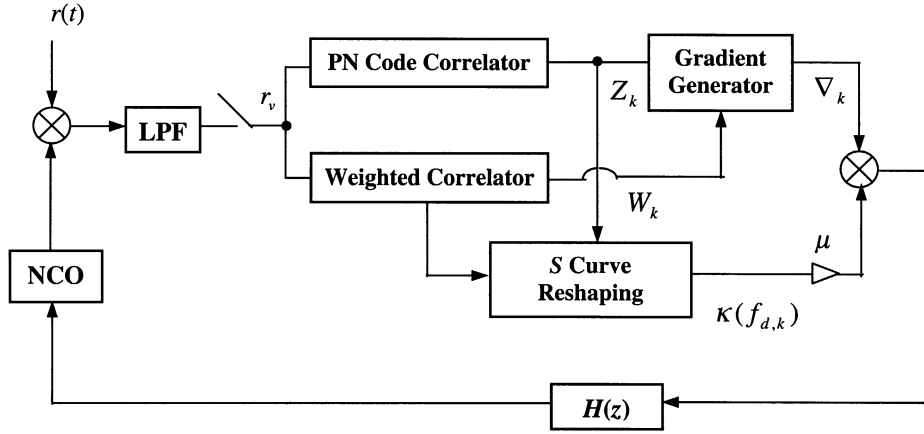 r(t)
LPF
r_v
PN Code Correlator
Z_k
Gradient
Generator
∇_k
Weighted Correlator
W_k
NCO
S Curve
Reshaping
μ
κ(f_{d,k})
H(z)